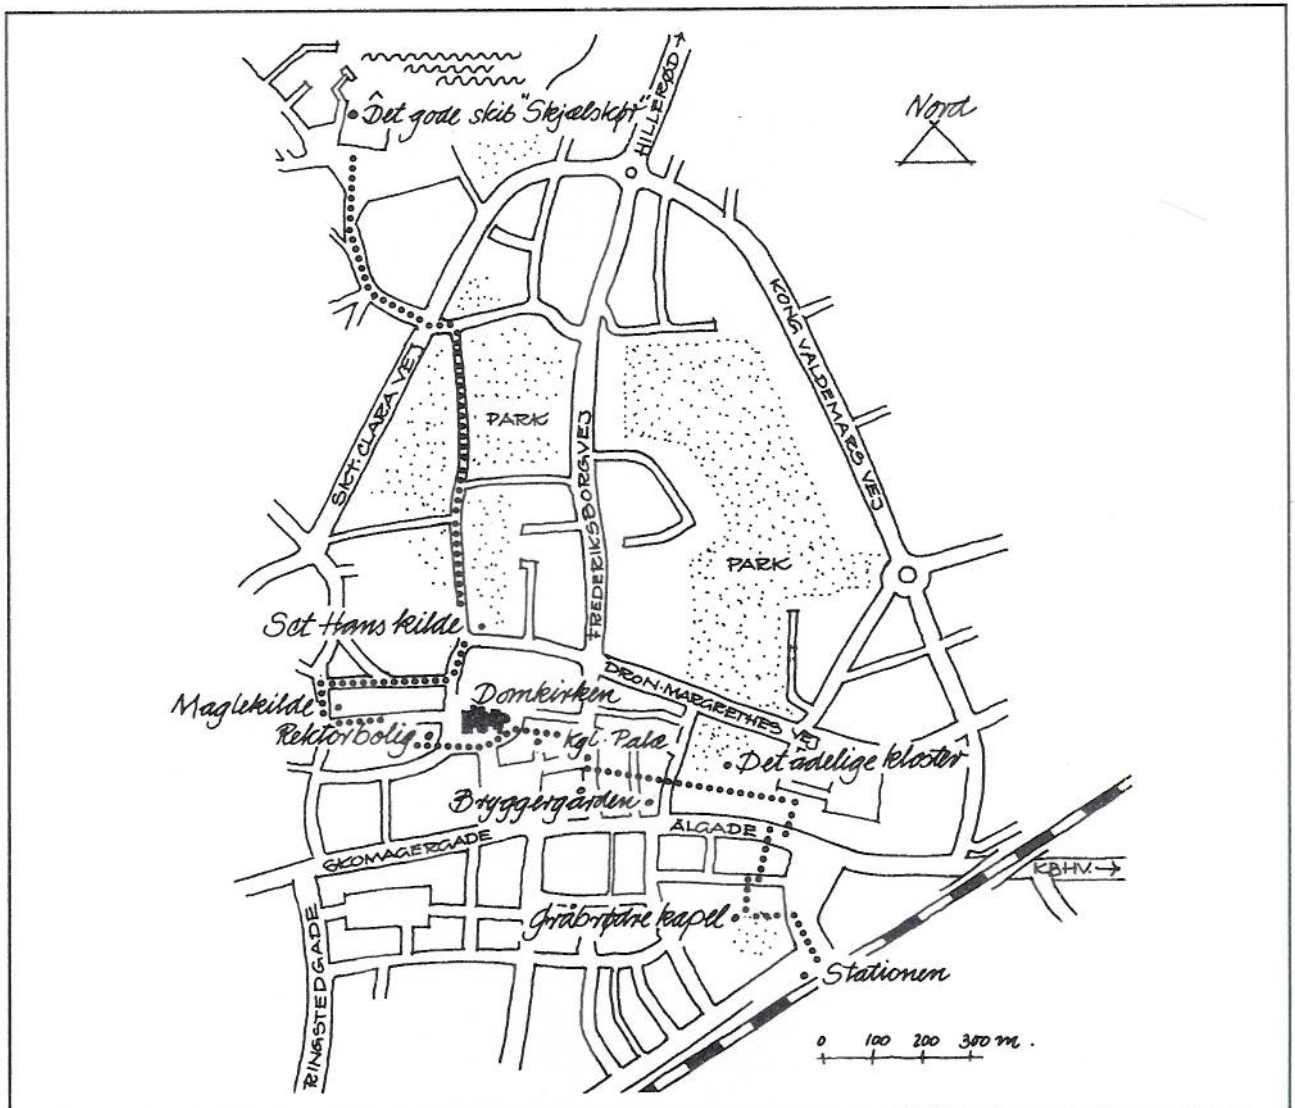 HILLERØD →
Det gode skib "Skjælskør"
Nord
KONG VALDEMARS VEJ
SKT. CLARA VEJ
PARK
FREDERIKSBORGVEJ
PARK
Sct Hans kilde
DRON. MARGRETHES VEJ
Domkirken
Maglekilde
Rektorbolig
Kgl. Palæ
Det adelige kloster
Bryggergården
ALGADE
SKOMAGERGADE
KBHV. →
Gråbrødre kapel
RINGSTEDGADE
Stationen
0 100 200 300 m.